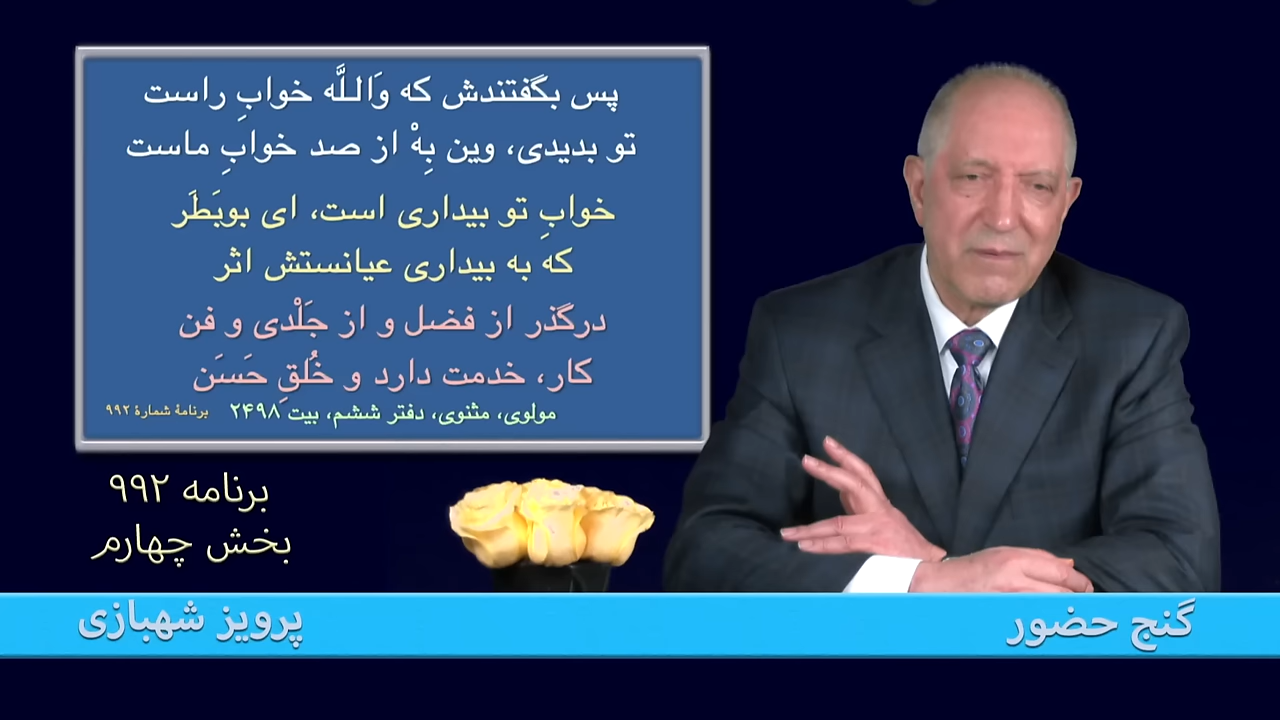 پس بگفتندش که وَاللَّه خوابِ راست
تو بدیدی، وین بِهْ از صد خوابِ ماست
خوابِ تو بیداری است، ای بوبَطَر
که به بیداری عیانستش اثر
درگذر از فضل و از جَلْدی و فن
کار، خدمت دارد و خُلقِ حَسَن
مولوی، مثنوی، دفتر ششم، بیت ۲۴۹۸
برنامهٔ شمارهٔ ۹۹۲
برنامه ۹۹۲
بخش چهارم
گنج حضور
پرویز شهبازی